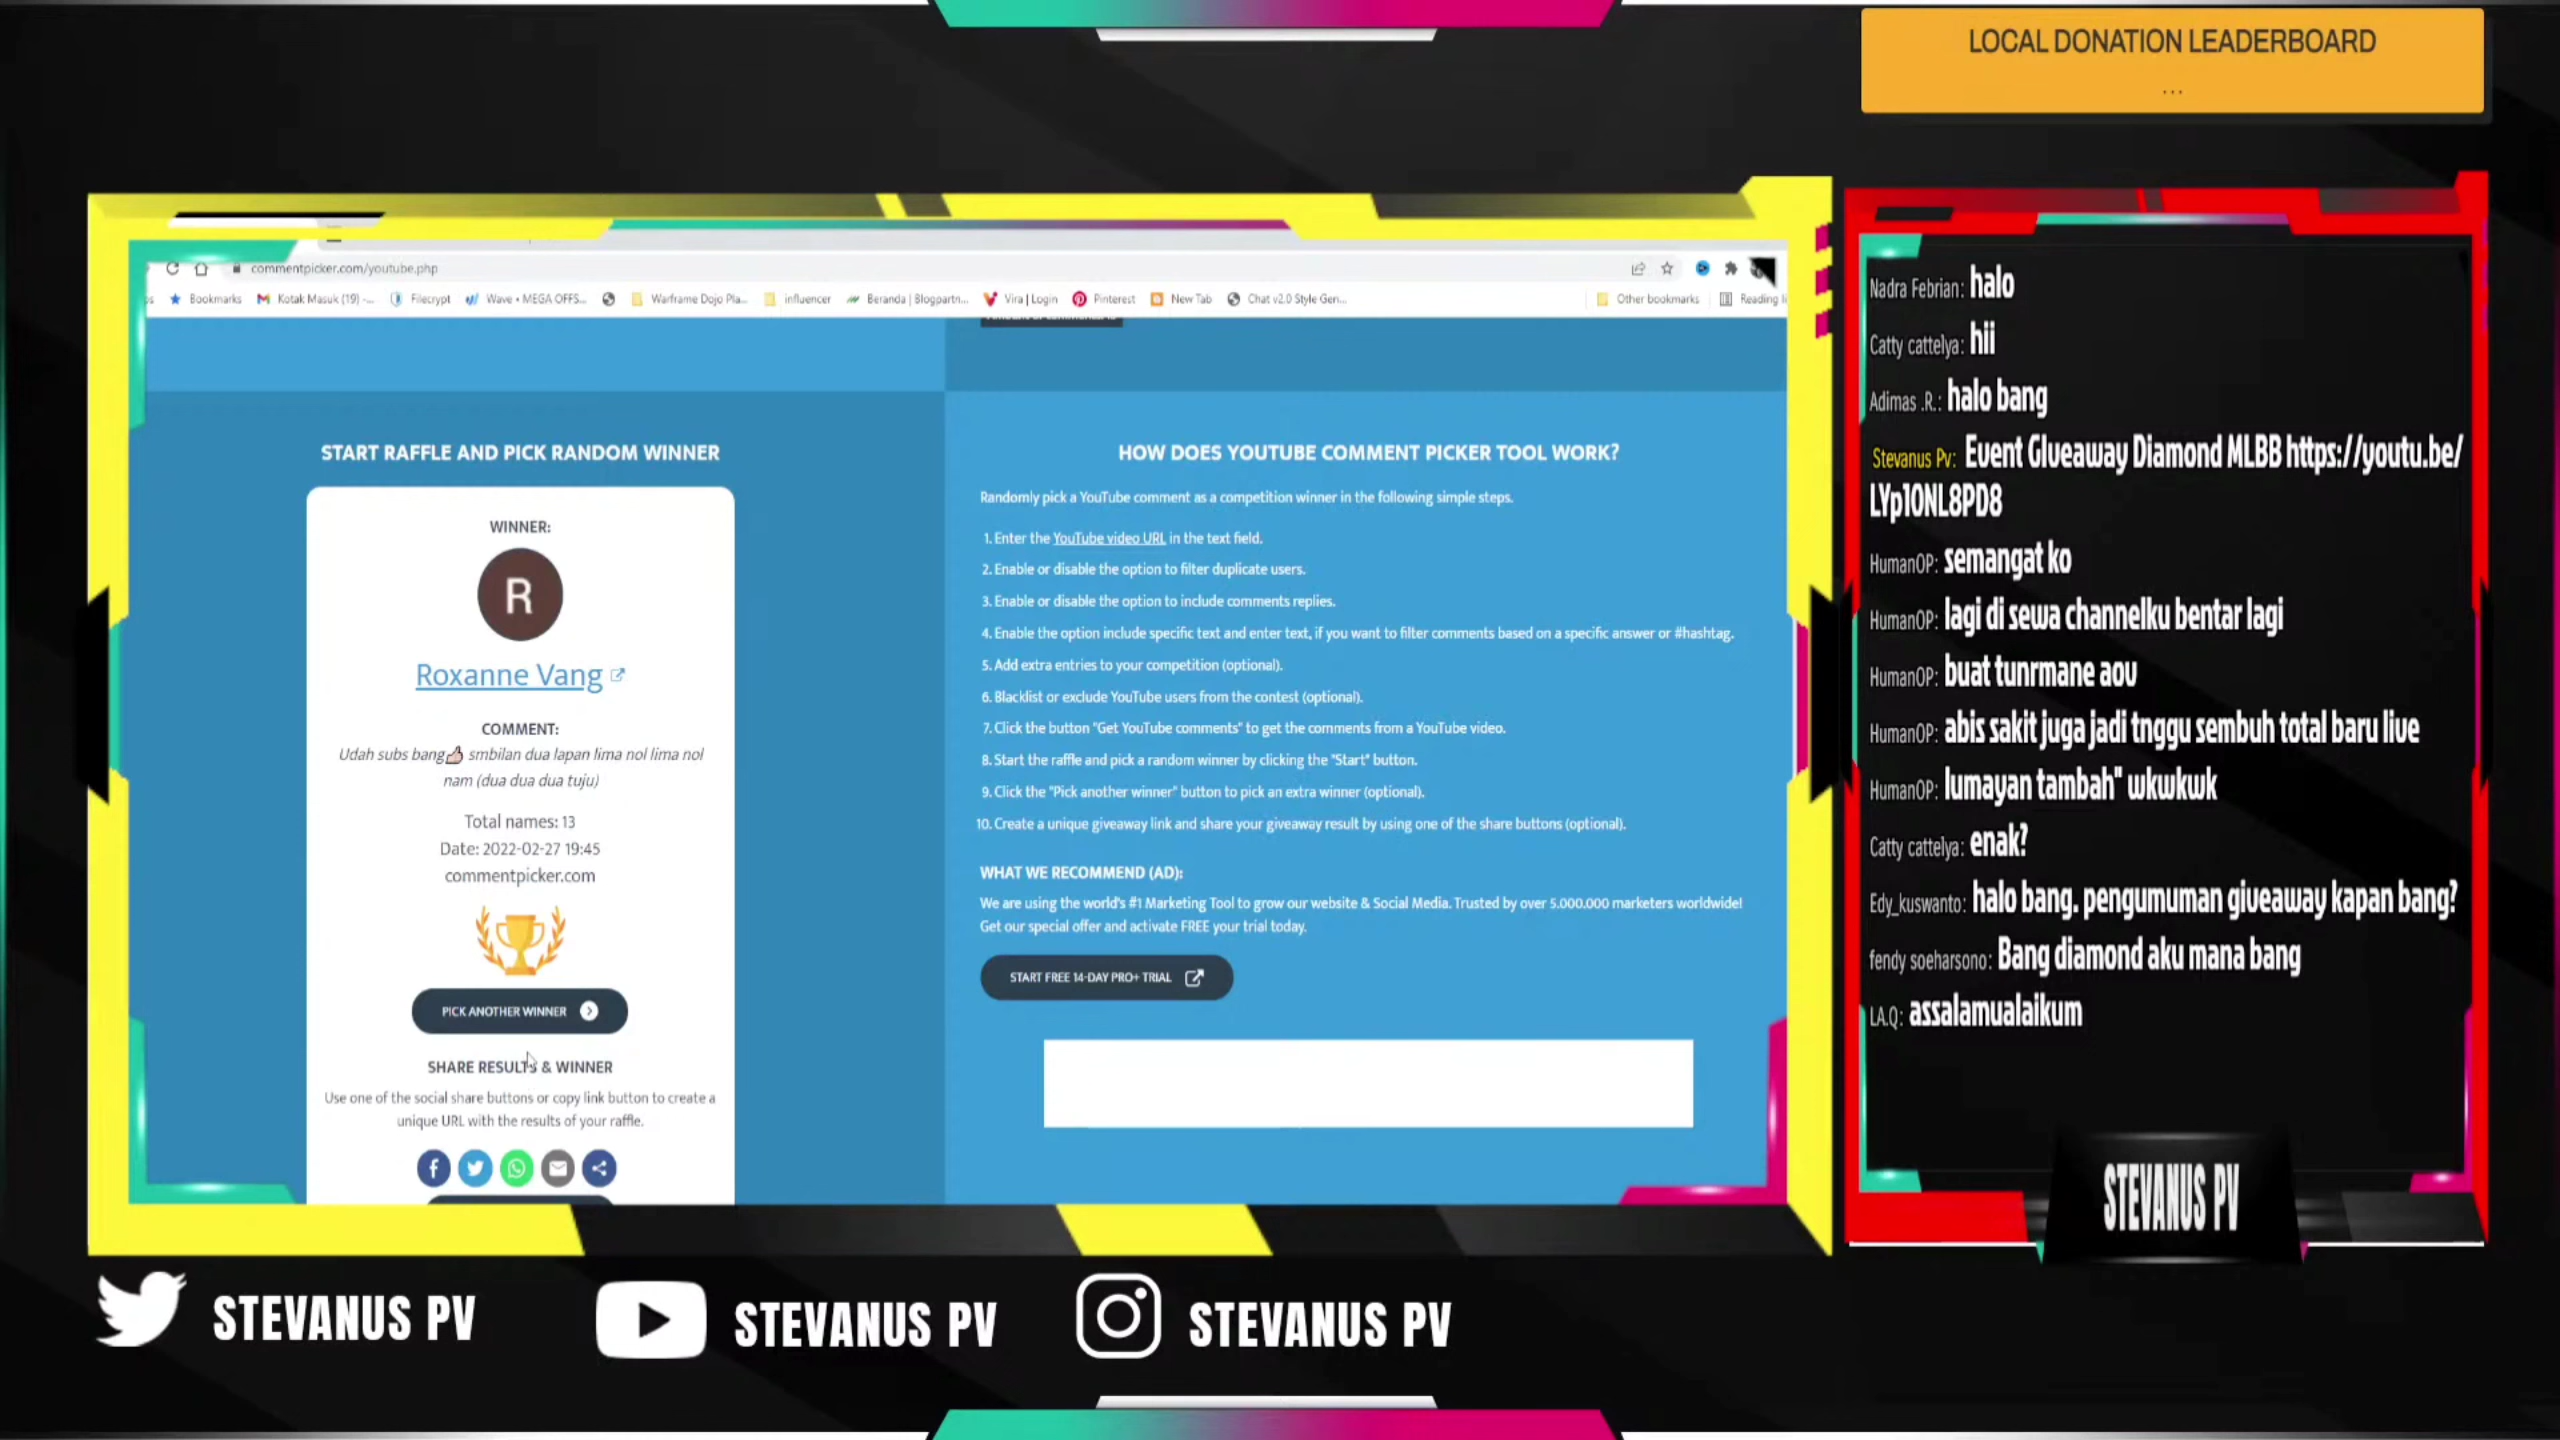 LOCAL DONATION LEADERBOARD
...
commentpicker.com/youtube.php
Bookmarks
Kotak Masuk (19) -...
Filecrypt
Wave • MEGA OFFS...
Warframe Dojo Pla...
influencer
Beranda | Blogpartn...
Vira | Login
Pinterest
New Tab
Chat v2.0 Style Gen...
Other bookmarks
Reading li
START RAFFLE AND PICK RANDOM WINNER
WINNER:
R
Roxanne Vang
COMMENT:
Udah subs bang👍 smbilan dua lapan lima nol lima nol
nam (dua dua dua tuju)
Total names: 13
Date: 2022-02-27 19:45
commentpicker.com
PICK ANOTHER WINNER
SHARE RESULTS & WINNER
Use one of the social share buttons or copy link button to create a
unique URL with the results of your raffle.
HOW DOES YOUTUBE COMMENT PICKER TOOL WORK?
Randomly pick a YouTube comment as a competition winner in the following simple steps.
1. Enter the YouTube video URL in the text field.
2. Enable or disable the option to filter duplicate users.
3. Enable or disable the option to include comments replies.
4. Enable the option include specific text and enter text, if you want to filter comments based on a specific answer or #hashtag.
5. Add extra entries to your competition (optional).
6. Blacklist or exclude YouTube users from the contest (optional).
7. Click the button "Get YouTube comments" to get the comments from a YouTube video.
8. Start the raffle and pick a random winner by clicking the "Start" button.
9. Click the "Pick another winner" button to pick an extra winner (optional).
10. Create a unique giveaway link and share your giveaway result by using one of the share buttons (optional).
WHAT WE RECOMMEND (AD):
We are using the world's #1 Marketing Tool to grow our website & Social Media. Trusted by over 5.000.000 marketers worldwide!
Get our special offer and activate FREE your trial today.
START FREE 14-DAY PRO+ TRIAL
Nadra Febrian: halo
Catty cattelya: hii
Adimas .R.: halo bang
Stevanus Pv: Event GIveaway Diamond MLBB https://youtu.be/
LYp1ONL8PD8
HumanOP: semangat ko
HumanOP: lagi di sewa channelku bentar lagi
HumanOP: buat tunrmane aou
HumanOP: abis sakit juga jadi tnggu sembuh total baru live
HumanOP: lumayan tambah" wkwkwk
Catty cattelya: enak?
Edy_kuswanto: halo bang. pengumuman giveaway kapan bang?
fendy soeharsono: Bang diamond aku mana bang
LA.Q: assalamualaikum
STEVANUS PV
STEVANUS PV
STEVANUS PV
STEVANUS PV